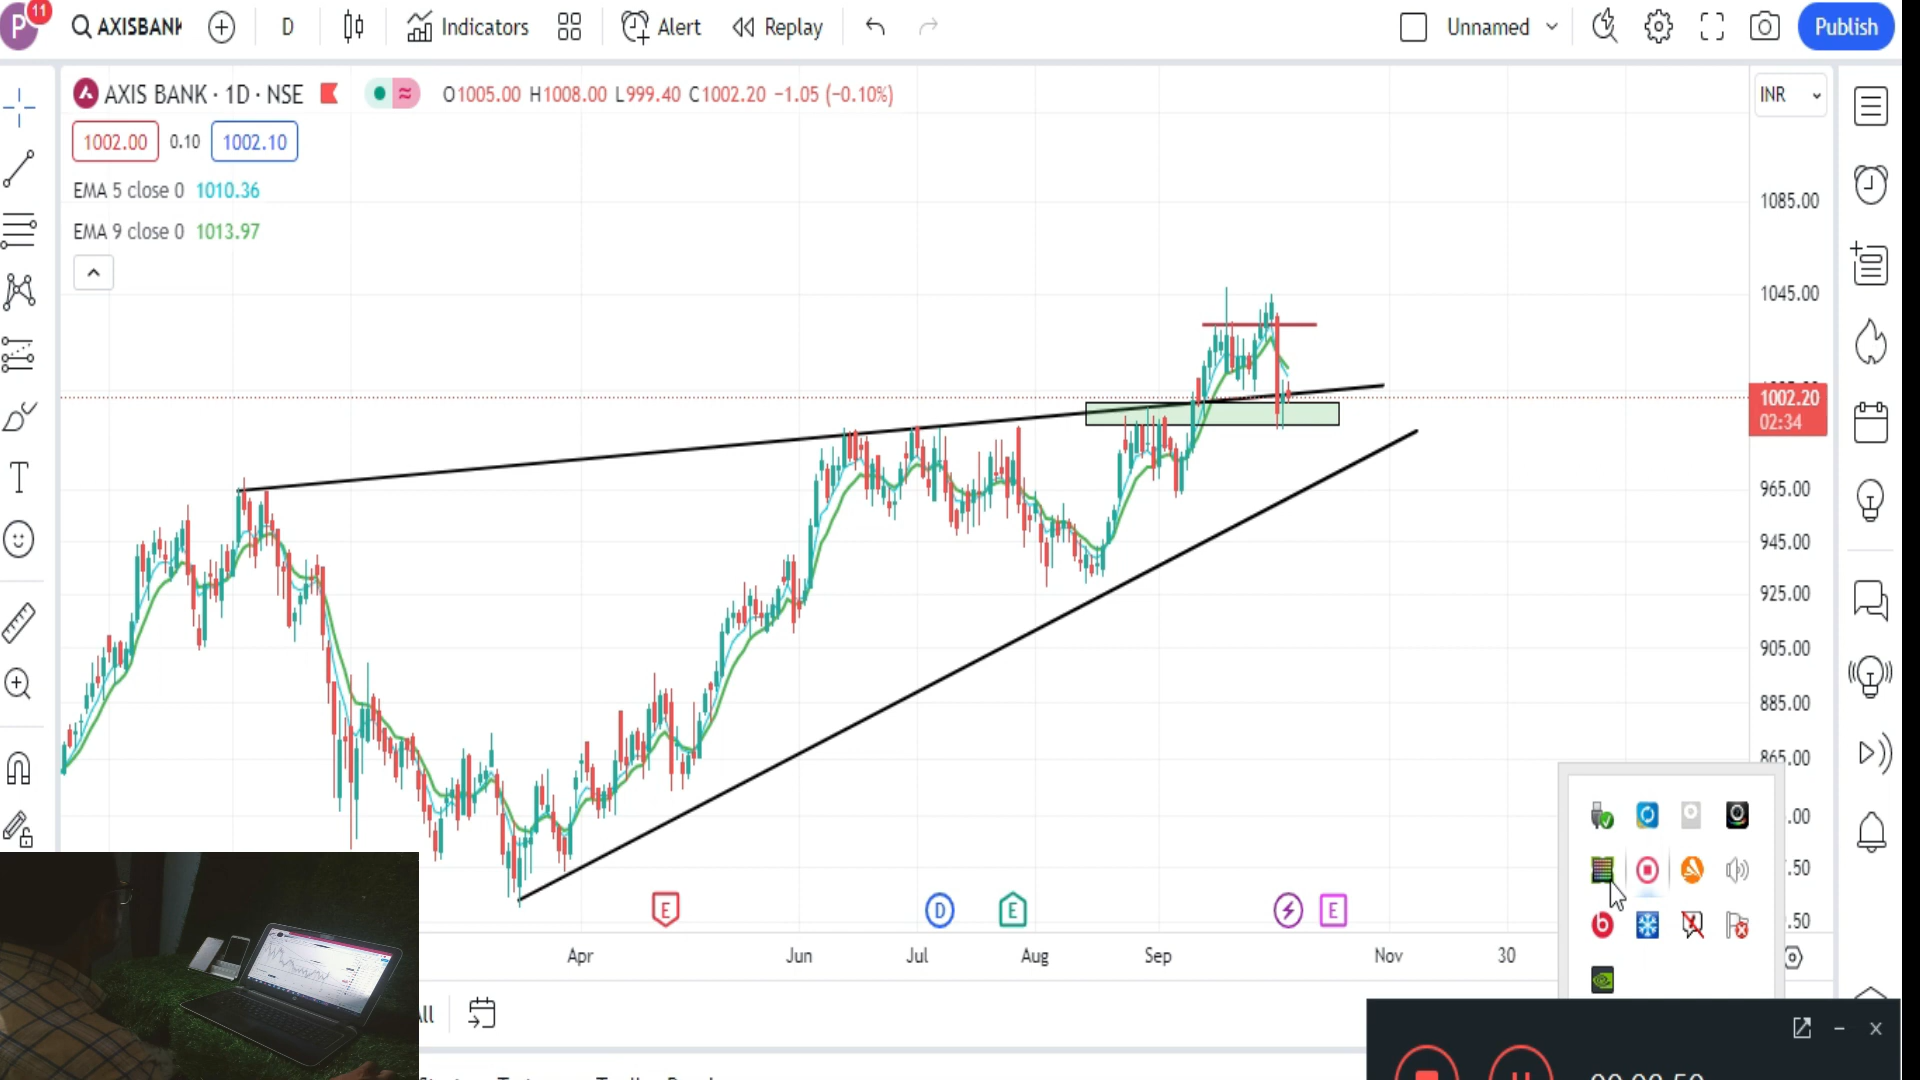 P 11 AXISBANK D Indicators Alert Replay Unnamed Publish
AXIS BANK · 1D · NSE O1005.00 H1008.00 L999.40 C1002.20 −1.05 (−0.10%) INR
1002.00 0.10 1002.10
EMA 5 close 0 1010.36
EMA 9 close 0 1013.97
1085.00
1045.00
1002.20
02:34
965.00
945.00
925.00
905.00
885.00
865.00
.00
.50
.50
E D E E
Apr Jun Jul Aug Sep Nov 30